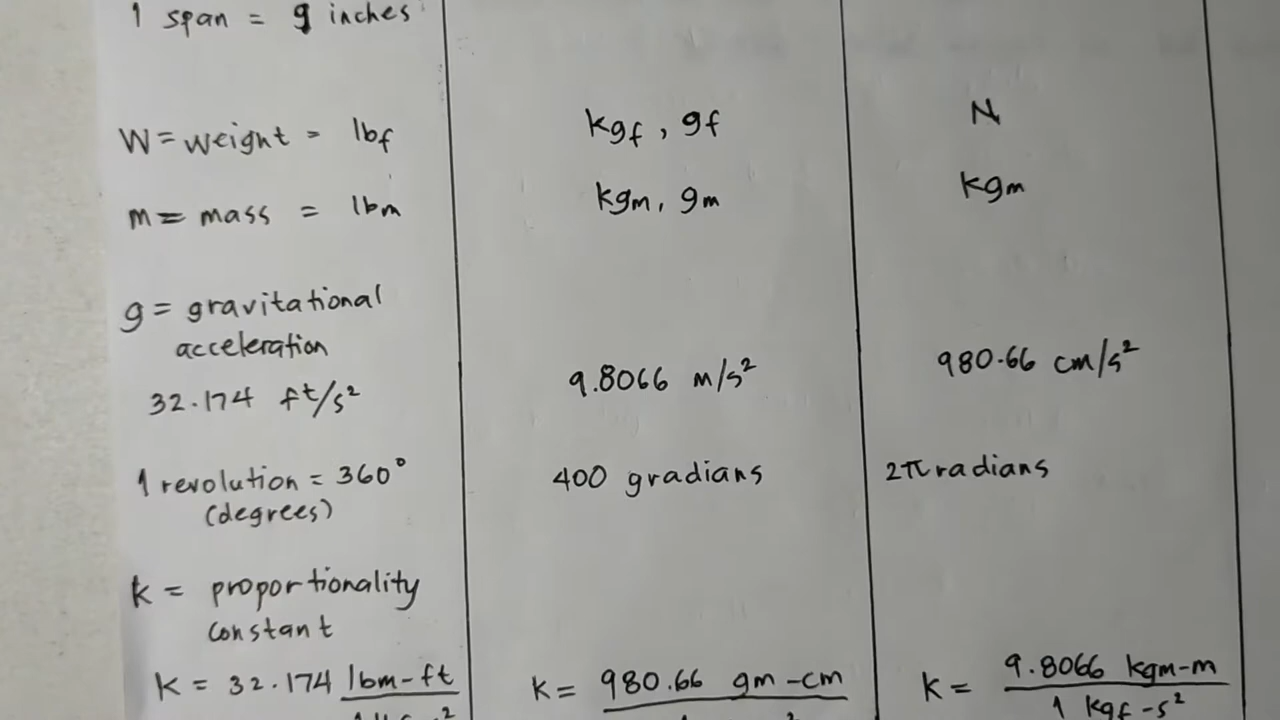 1 span = 9 inches
W = weight = lbf
kgf, gf
N
m = mass = lbm
kgm, gm
kgm
g = gravitational
acceleration
32.174 ft/s²
9.8066 m/s²
980.66 cm/s²
1 revolution = 360°
(degrees)
400 gradians
2π radians
k = proportionality
constant
K = 32.174 lbm-ft
K = 980.66 gm-cm
K = 9.8066 kgm-m
1 kgf-s²